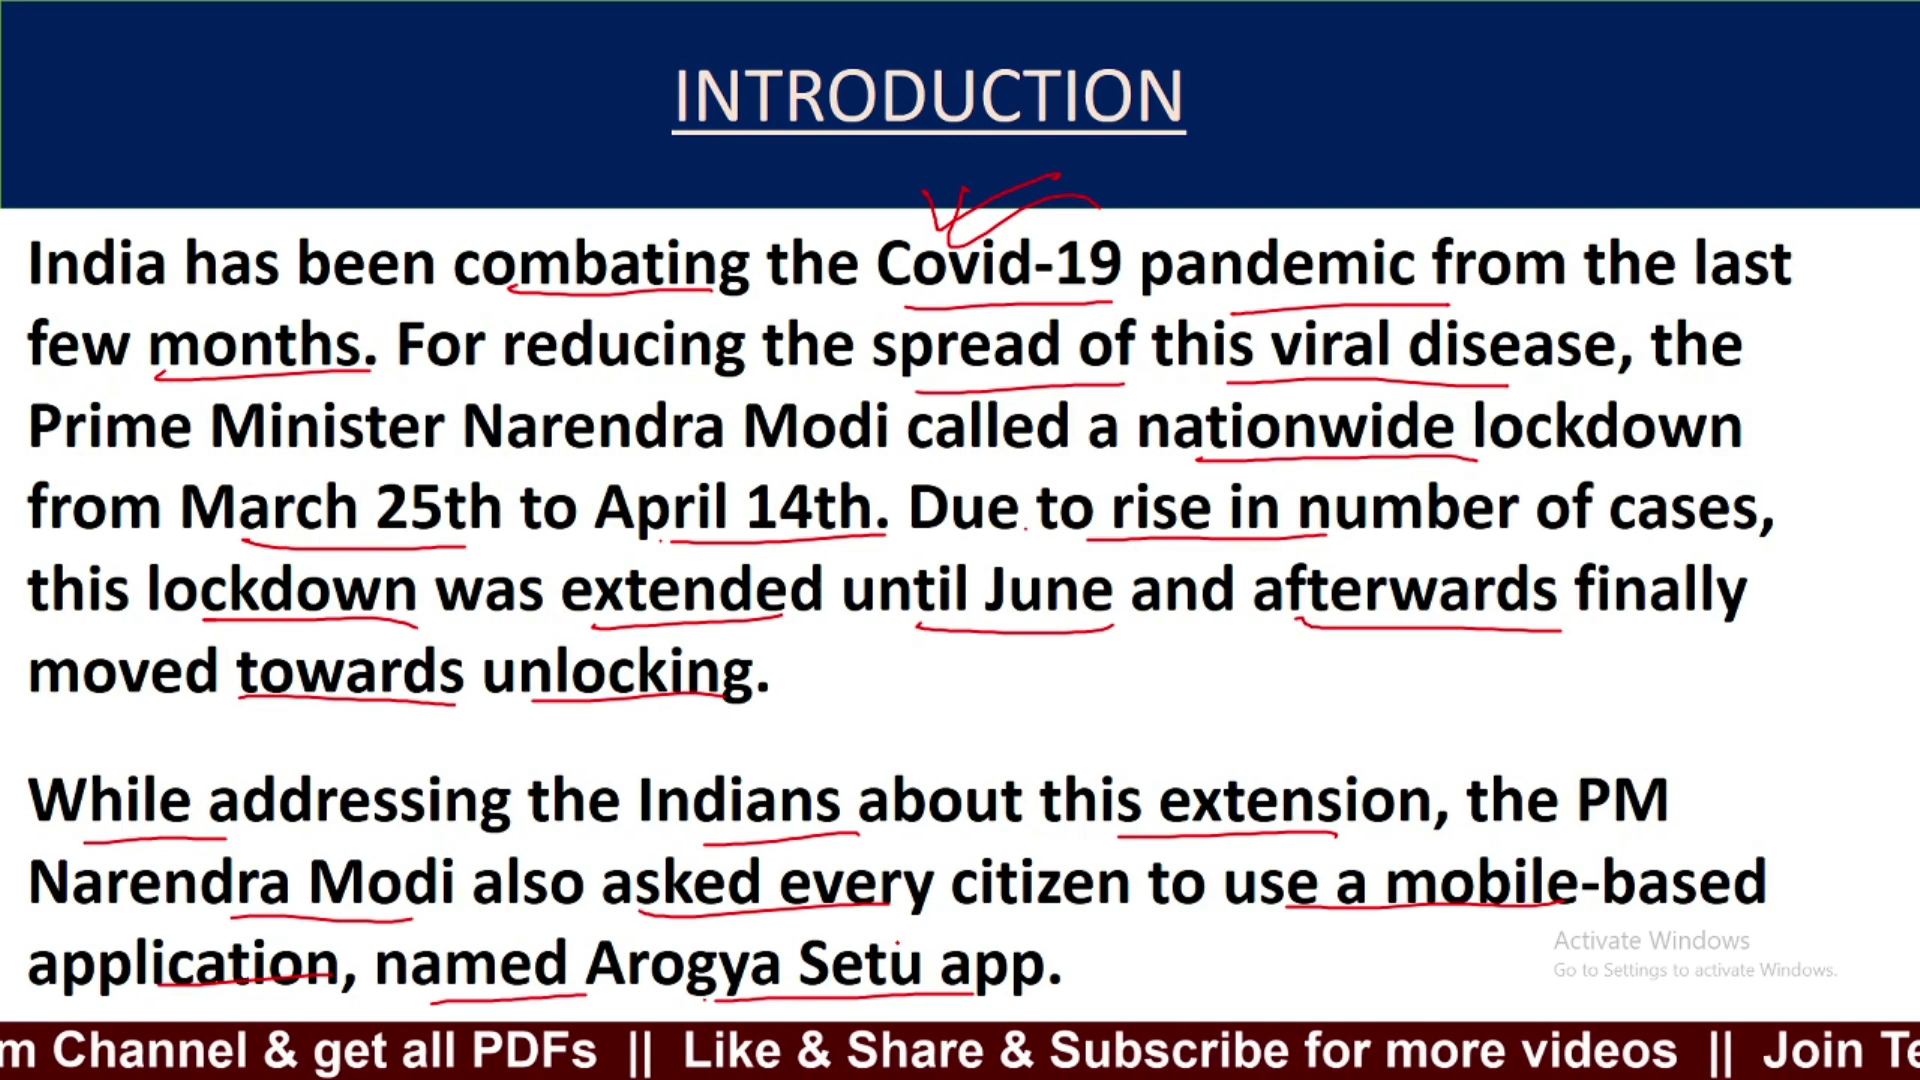 INTRODUCTION
India has been combating the Covid-19 pandemic from the last
few months. For reducing the spread of this viral disease, the
Prime Minister Narendra Modi called a nationwide lockdown
from March 25th to April 14th. Due to rise in number of cases,
this lockdown was extended until June and afterwards finally
moved towards unlocking.
While addressing the Indians about this extension, the PM
Narendra Modi also asked every citizen to use a mobile-based
application, named Arogya Setu app.
Activate Windows
Go to Settings to activate Windows.
m Channel & get all PDFs || Like & Share & Subscribe for more videos || Join Te